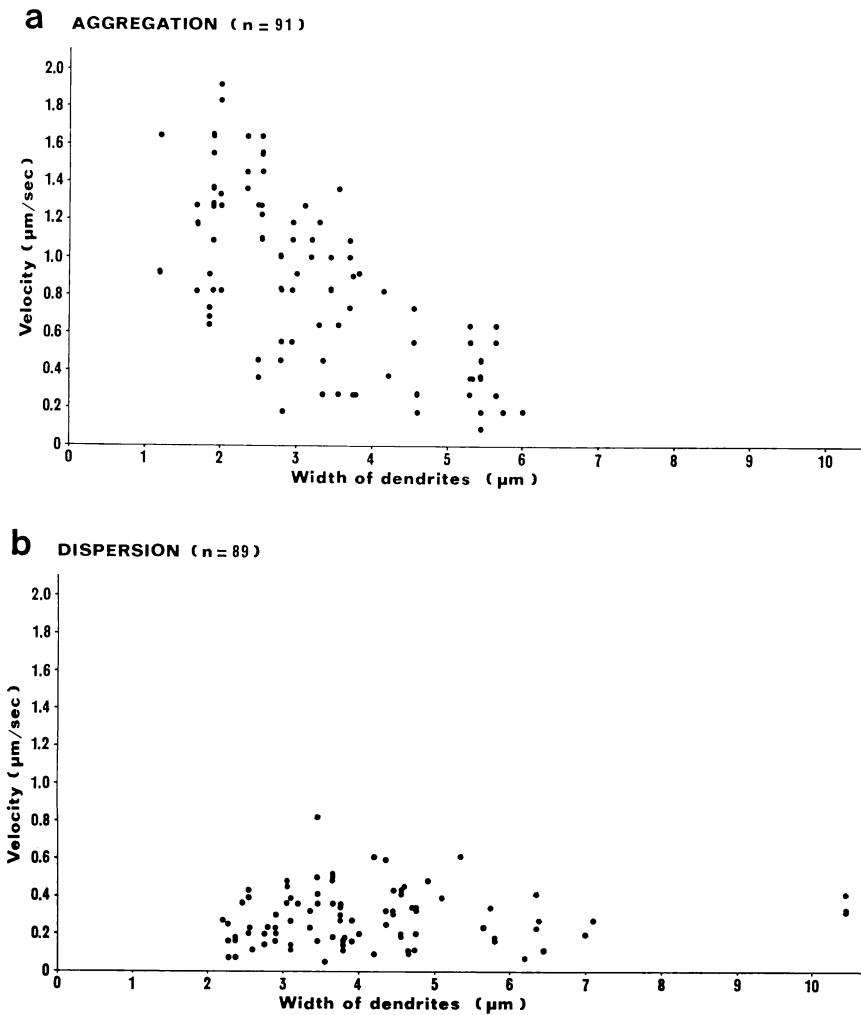 a AGGREGATION (n=91)
2.0
1.8
1.6
1.4
1.2
1.0
0.8
0.6
0.4
0.2
0
Velocity (µm/sec)
0 1 2 3 4 5 6 7 8 9 10
Width of dendrites (µm)
b DISPERSION (n=89)
2.0
1.8
1.6
1.4
1.2
1.0
0.8
0.6
0.4
0.2
0
Velocity (µm/sec)
0 1 2 3 4 5 6 7 8 9 10
Width of dendrites (µm)